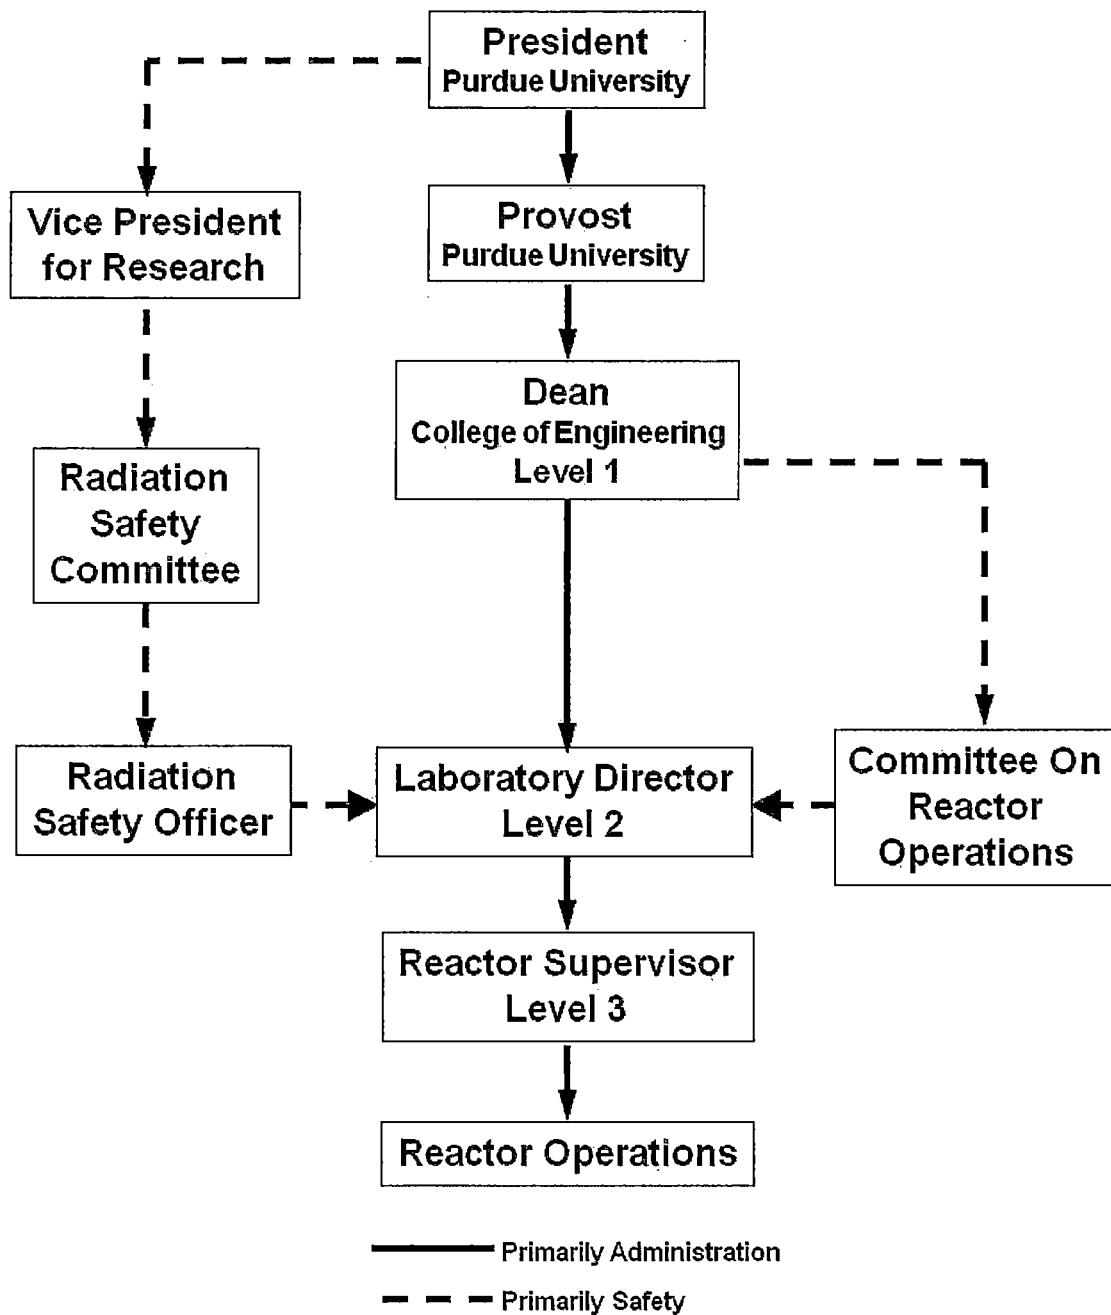 President
Purdue University
Provost
Purdue University
Vice President
for Research
Dean
College of Engineering
Level 1
Radiation
Safety
Committee
Radiation
Safety Officer
Laboratory Director
Level 2
Committee On
Reactor
Operations
Reactor Supervisor
Level 3
Reactor Operations
Primarily Administration
Primarily Safety